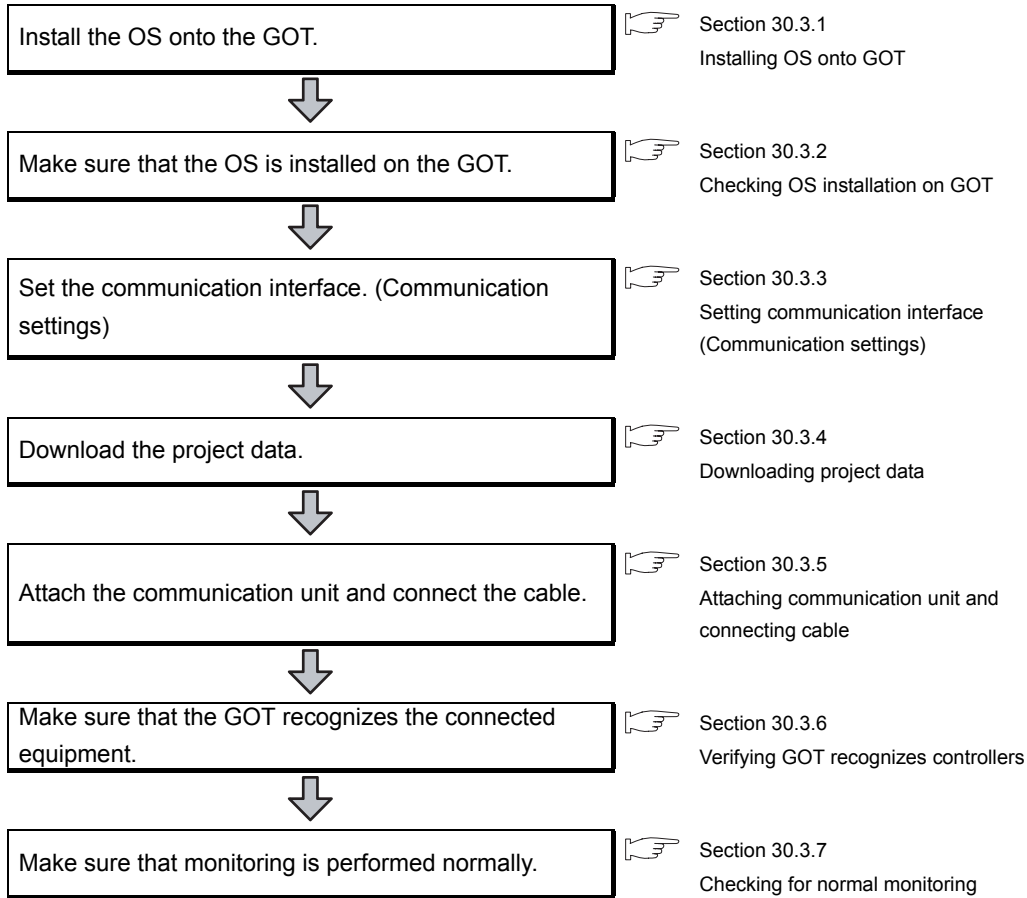 Install the OS onto the GOT.
Section 30.3.1
Installing OS onto GOT
Make sure that the OS is installed on the GOT.
Section 30.3.2
Checking OS installation on GOT
Set the communication interface. (Communication
settings)
Section 30.3.3
Setting communication interface
(Communication settings)
Download the project data.
Section 30.3.4
Downloading project data
Attach the communication unit and connect the cable.
Section 30.3.5
Attaching communication unit and
connecting cable
Make sure that the GOT recognizes the connected
equipment.
Section 30.3.6
Verifying GOT recognizes controllers
Make sure that monitoring is performed normally.
Section 30.3.7
Checking for normal monitoring